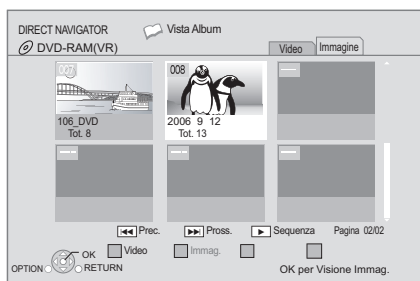 DIRECT NAVIGATOR Vista Album
DVD-RAM(VR) Video Immagine
007 008
106_DVD 2006 9 12
Tot. 8 Tot. 13
Prec. Pross. Sequenza Pagina 02/02
OK Video Immag.
OPTION RETURN OK per Visione Immag.